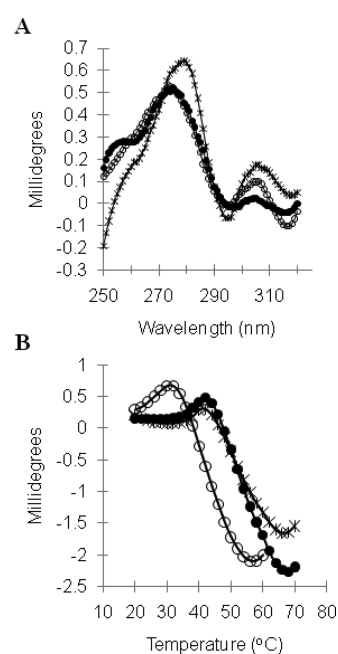 A
0.7
0.6
0.5
0.4
0.3
0.2
0.1
0
-0.1
-0.2
-0.3
Millidegrees
250 270 290 310
Wavelength (nm)
B
1
0.5
0
-0.5
-1
-1.5
-2
-2.5
Millidegrees
10 20 30 40 50 60 70 80
Temperature (ºC)